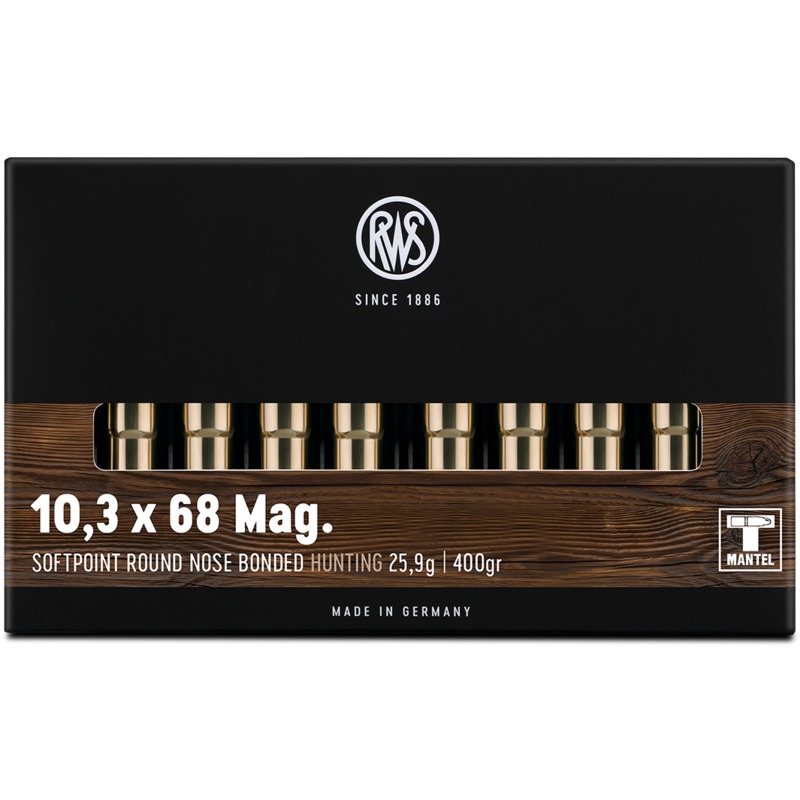 RWS
SINCE 1886
10,3 x 68 Mag.
SOFTPOINT ROUND NOSE BONDED HUNTING 25,9g | 400gr
T
MANTEL
MADE IN GERMANY